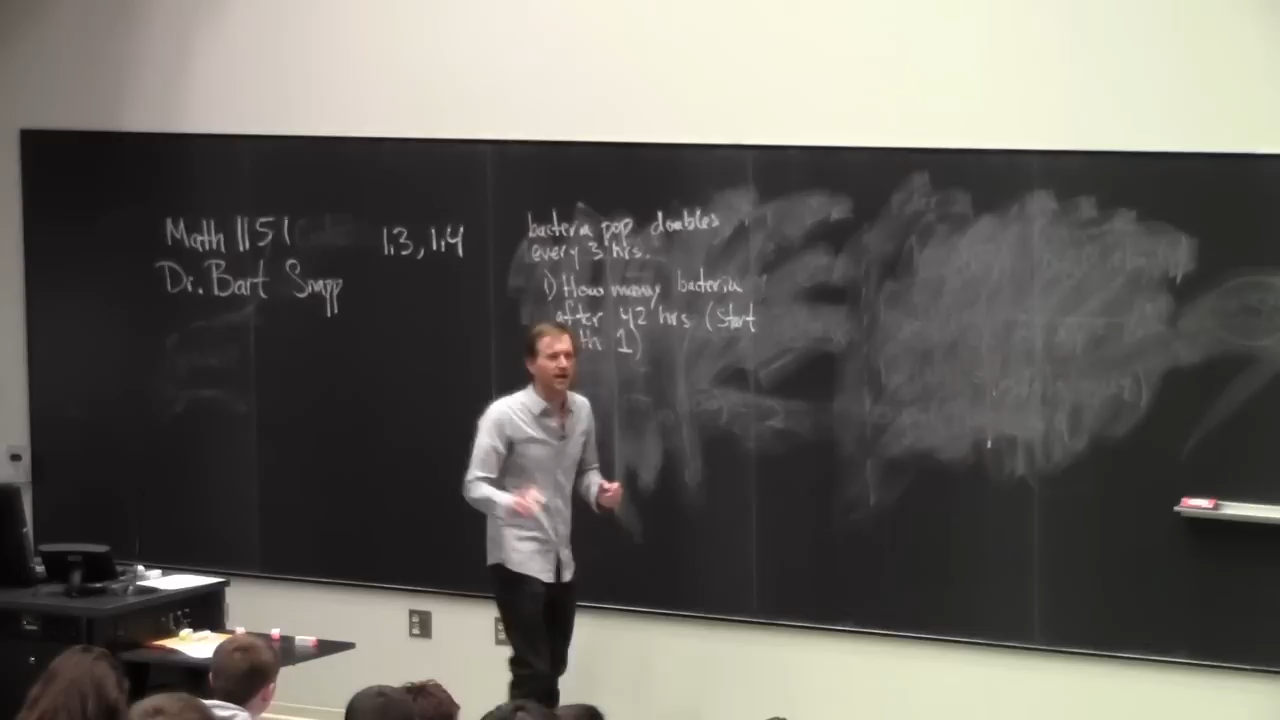 Math 1151
Dr. Bart Snapp
1.3, 1.4
bacteria pop doubles
every 3 hrs.
1) How many bacteria
after 42 hrs (start
th 1)